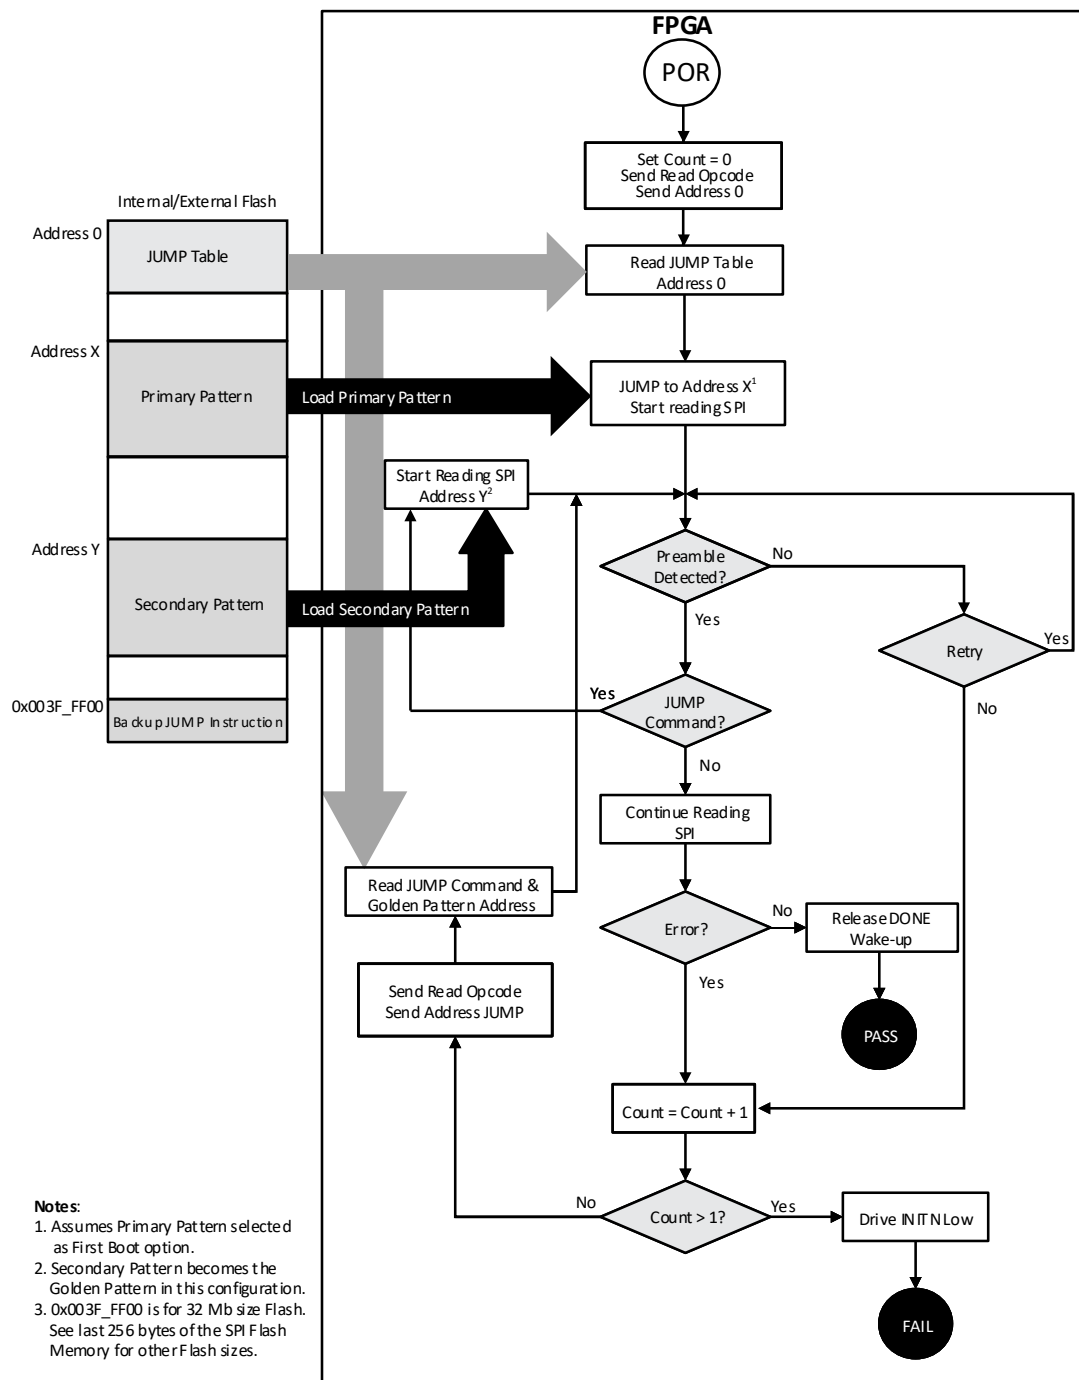 FPGA
POR
Set Count = 0
Send Read Opcode
Send Address 0
Internal/External Flash
Address 0
JUMP Table
Read JUMP Table
Address 0
Address X
Primary Pattern
Load Primary Pattern
JUMP to Address X¹
Start reading SPI
Start Reading SPI
Address Y²
Address Y
Secondary Pattern
Load Secondary Pattern
Preamble
Detected?
No
Yes
Retry
Yes
No
Yes
JUMP
Command?
No
0x003F_FF00
Backup JUMP Instruction
Continue Reading
SPI
Read JUMP Command &
Golden Pattern Address
Error?
No
Release DONE
Wake-up
Yes
Send Read Opcode
Send Address JUMP
PASS
Count = Count + 1
No
Count > 1?
Yes
Drive INITN Low
FAIL
Notes:
1. Assumes Primary Pattern selected
as First Boot option.
2. Secondary Pattern becomes the
Golden Pattern in this configuration.
3. 0x003F_FF00 is for 32 Mb size Flash.
See last 256 bytes of the SPI Flash
Memory for other Flash sizes.